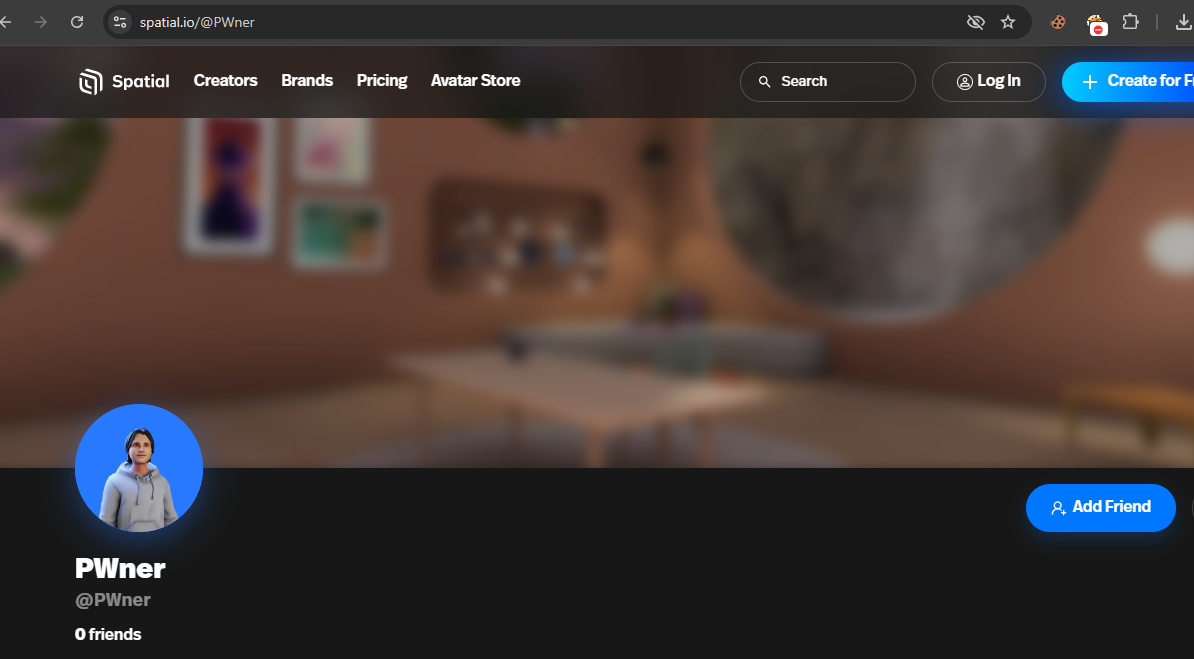 spatial.io/@PWner
Spatial Creators Brands Pricing Avatar Store Search Log In Create for
Add Friend
PWner
@PWner
0 friends